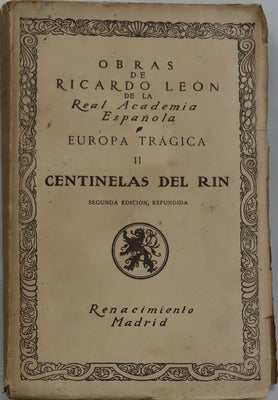 OBRAS
DE
RICARDO LEÓN
DE LA
Real Academia
Española
EUROPA TRÁGICA
II
CENTINELAS DEL RIN
SEGUNDA EDICIÓN, REFUNDIDA
Renacimiento
Madrid